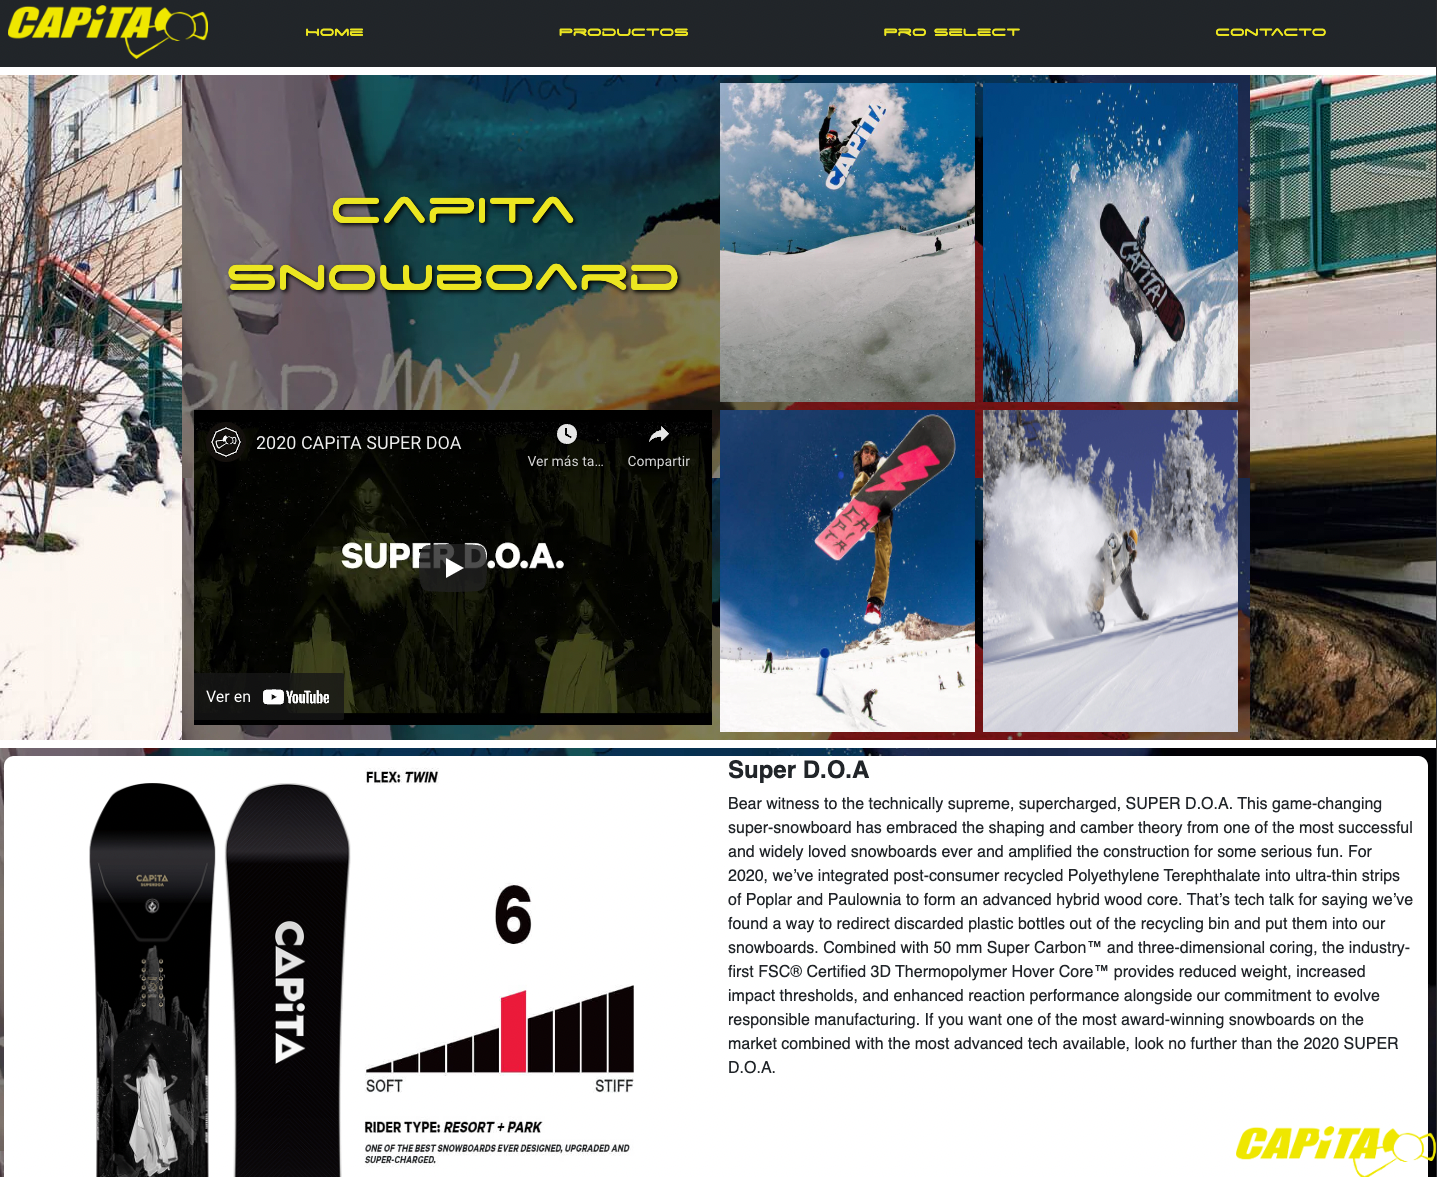 CAPiTA
HOME
PRODUCTOS
PRO SELECT
CONTACTO
CAPITA
SNOWBOARD
CAPITA
CAPiTA
CAPITA
2020 CAPiTA SUPER DOA
Ver más ta...
Compartir
SUPER D.O.A.
Ver en YouTube
FLEX: TWIN
CAPiTA
SUPERDOA
CAPiTA
6
SOFT
STIFF
RIDER TYPE: RESORT + PARK
ONE OF THE BEST SNOWBOARDS EVER DESIGNED, UPGRADED AND
SUPER-CHARGED.
Super D.O.A
Bear witness to the technically supreme, supercharged, SUPER D.O.A. This game-changing
super-snowboard has embraced the shaping and camber theory from one of the most successful
and widely loved snowboards ever and amplified the construction for some serious fun. For
2020, we’ve integrated post-consumer recycled Polyethylene Terephthalate into ultra-thin strips
of Poplar and Paulownia to form an advanced hybrid wood core. That’s tech talk for saying we’ve
found a way to redirect discarded plastic bottles out of the recycling bin and put them into our
snowboards. Combined with 50 mm Super Carbon™ and three-dimensional coring, the industry-
first FSC® Certified 3D Thermopolymer Hover Core™ provides reduced weight, increased
impact thresholds, and enhanced reaction performance alongside our commitment to evolve
responsible manufacturing. If you want one of the most award-winning snowboards on the
market combined with the most advanced tech available, look no further than the 2020 SUPER
D.O.A.
CAPiTA